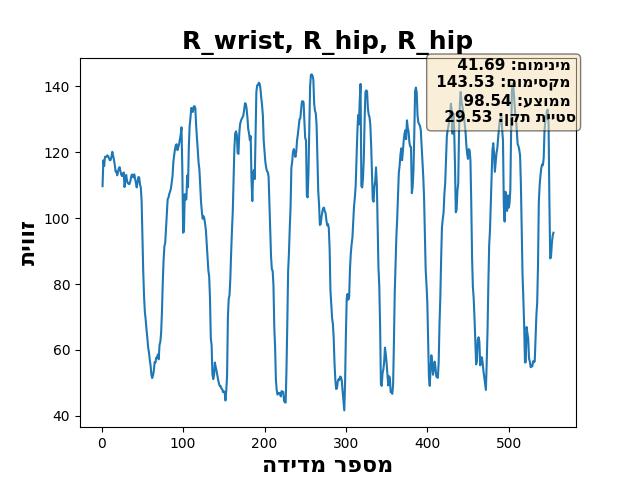 R_wrist, R_hip, R_hip
מינימום: 41.69
מקסימום: 143.53
ממוצע: 98.54
סטיית תקן: 29.53
זווית
140
120
100
80
60
40
0 100 200 300 400 500
מספר מדידה